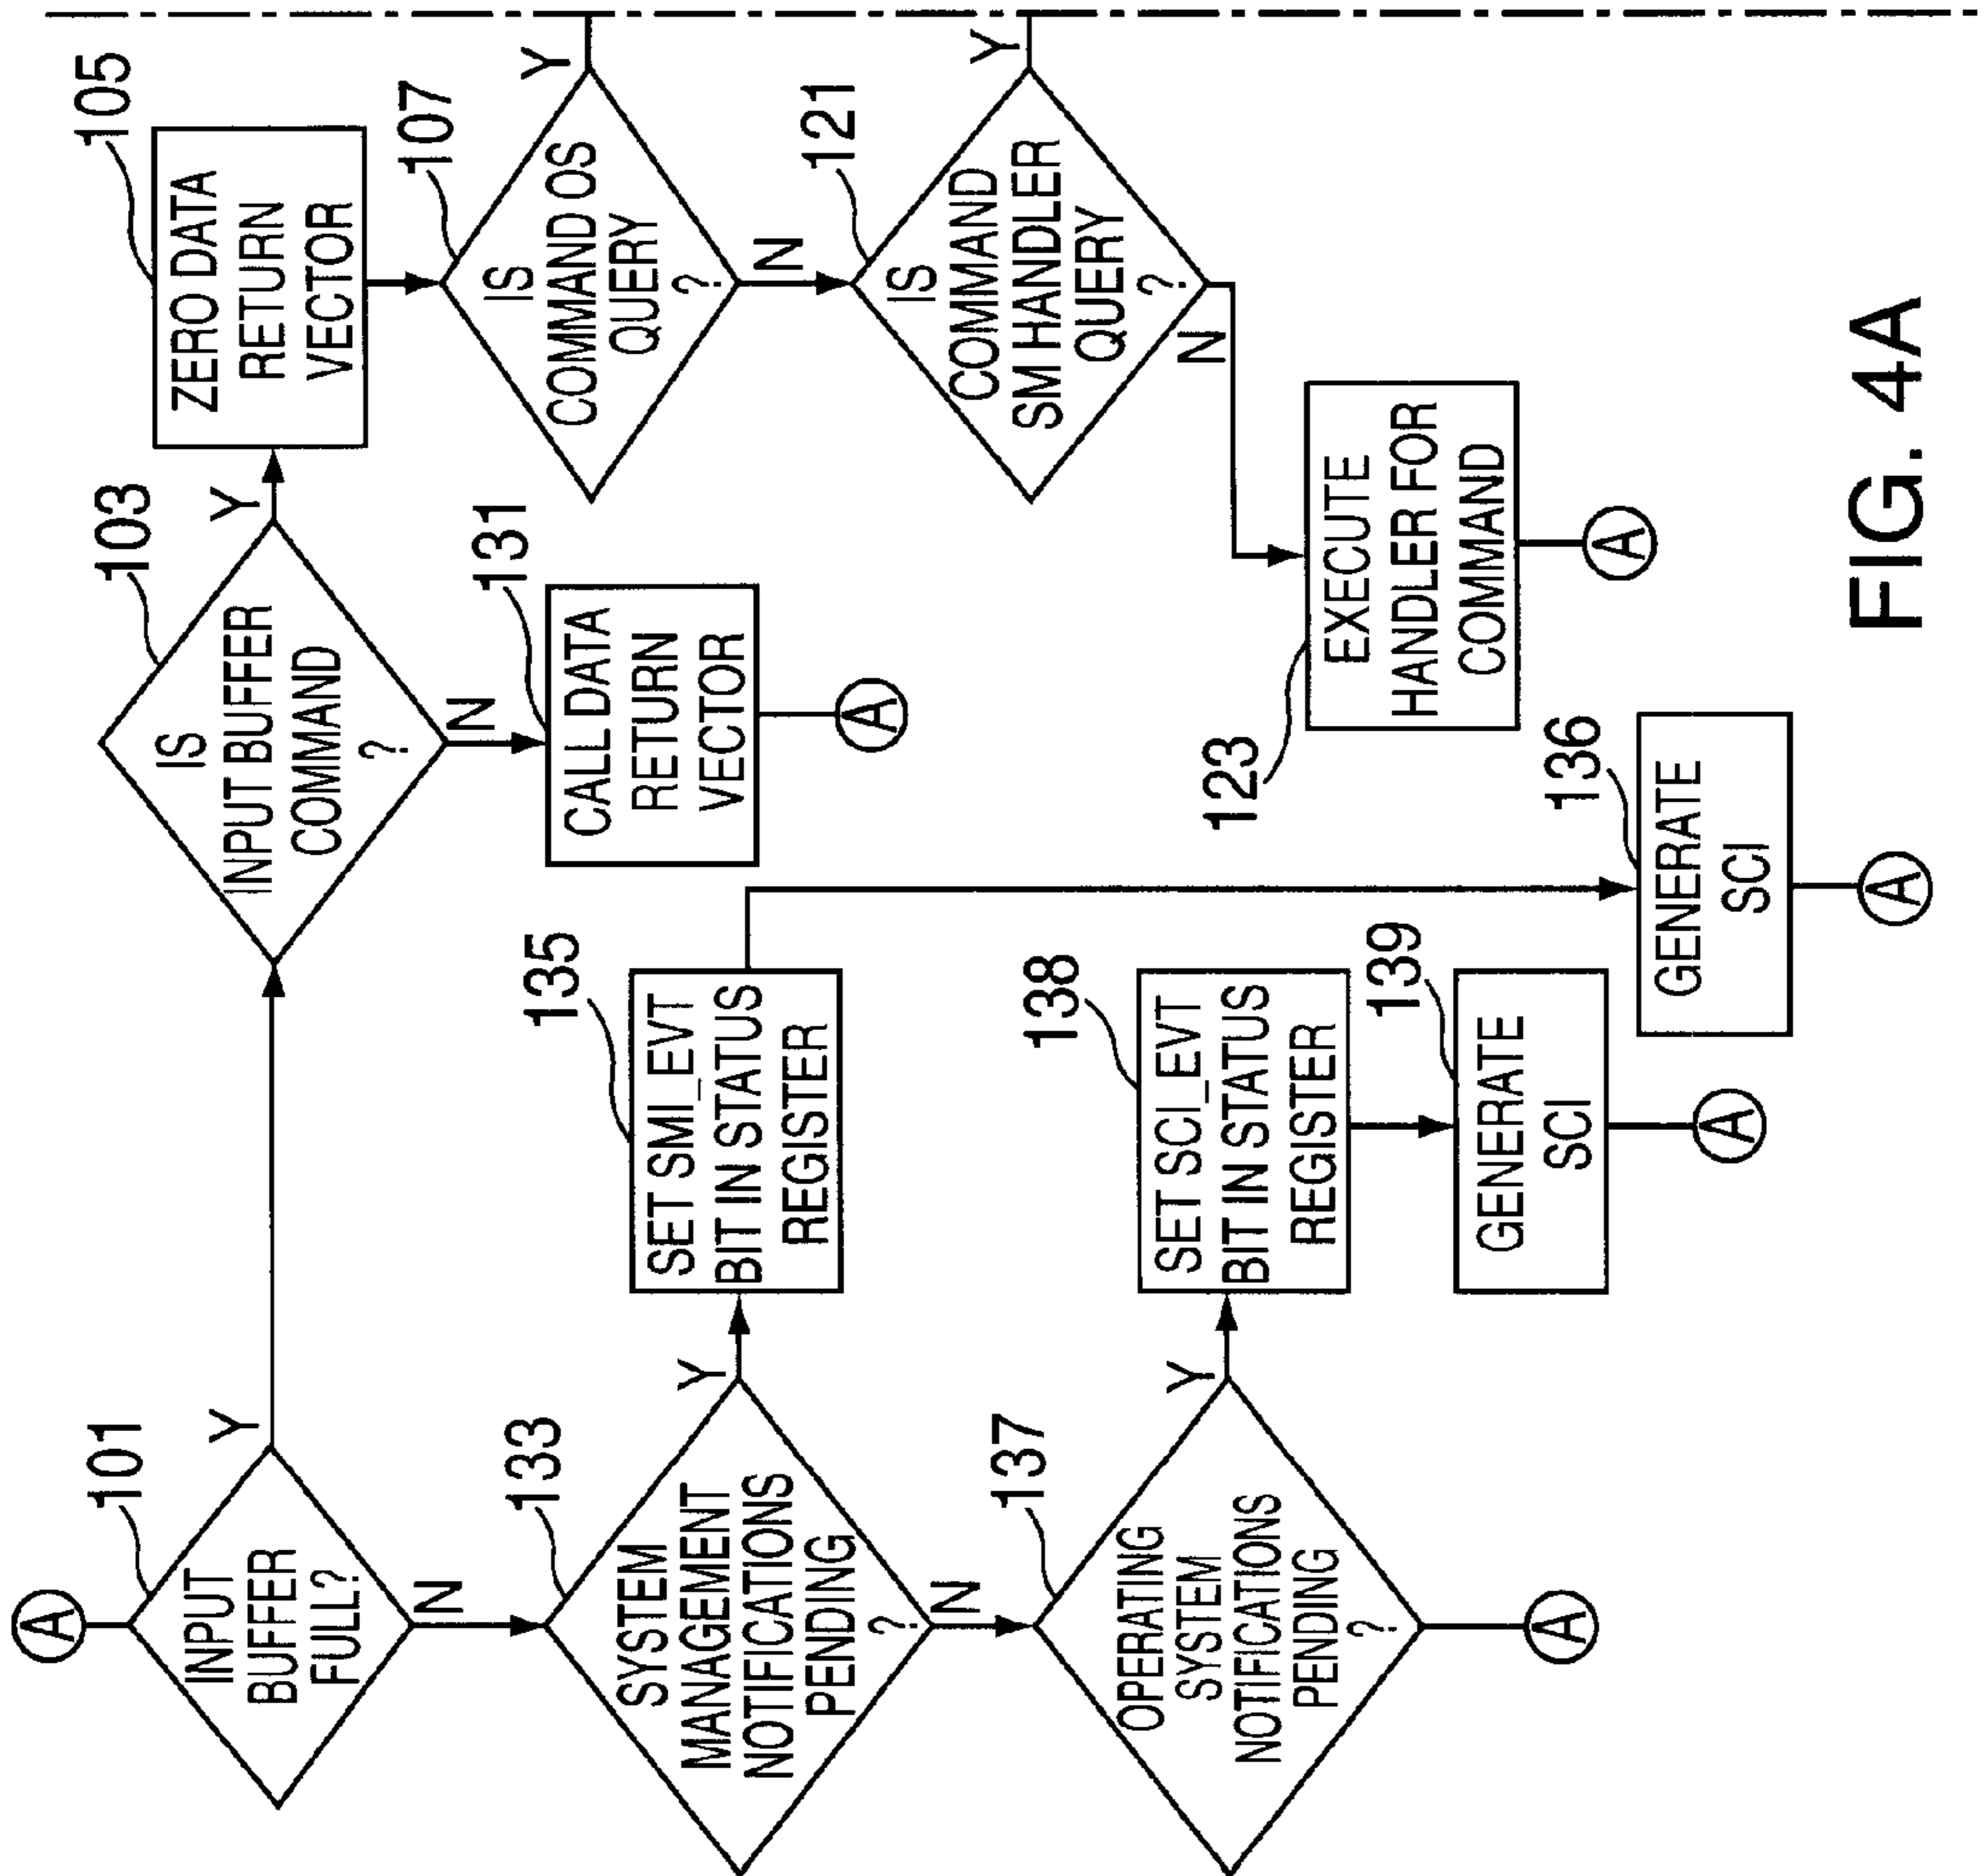 A
101
INPUT
BUFFER
FULL?
Y
N
103
IS
INPUT BUFFER
COMMAND
?
Y
N
105
ZERO DATA
RETURN
VECTOR
107
IS
COMMAND OS
QUERY
?
Y
N
121
IS
COMMAND
SM HANDLER
QUERY
?
Y
N
123
EXECUTE
HANDLER FOR
COMMAND
A
131
CALL DATA
RETURN
VECTOR
A
133
SYSTEM
MANAGEMENT
NOTIFICATIONS
PENDING
?
Y
N
135
SET SMI_EVT
BIT IN STATUS
REGISTER
136
GENERATE
SCI
A
137
OPERATING
SYSTEM
NOTIFICATIONS
PENDING
?
Y
A
138
SET SCI_EVT
BIT IN STATUS
REGISTER
139
GENERATE
SCI
A
FIG. 4A